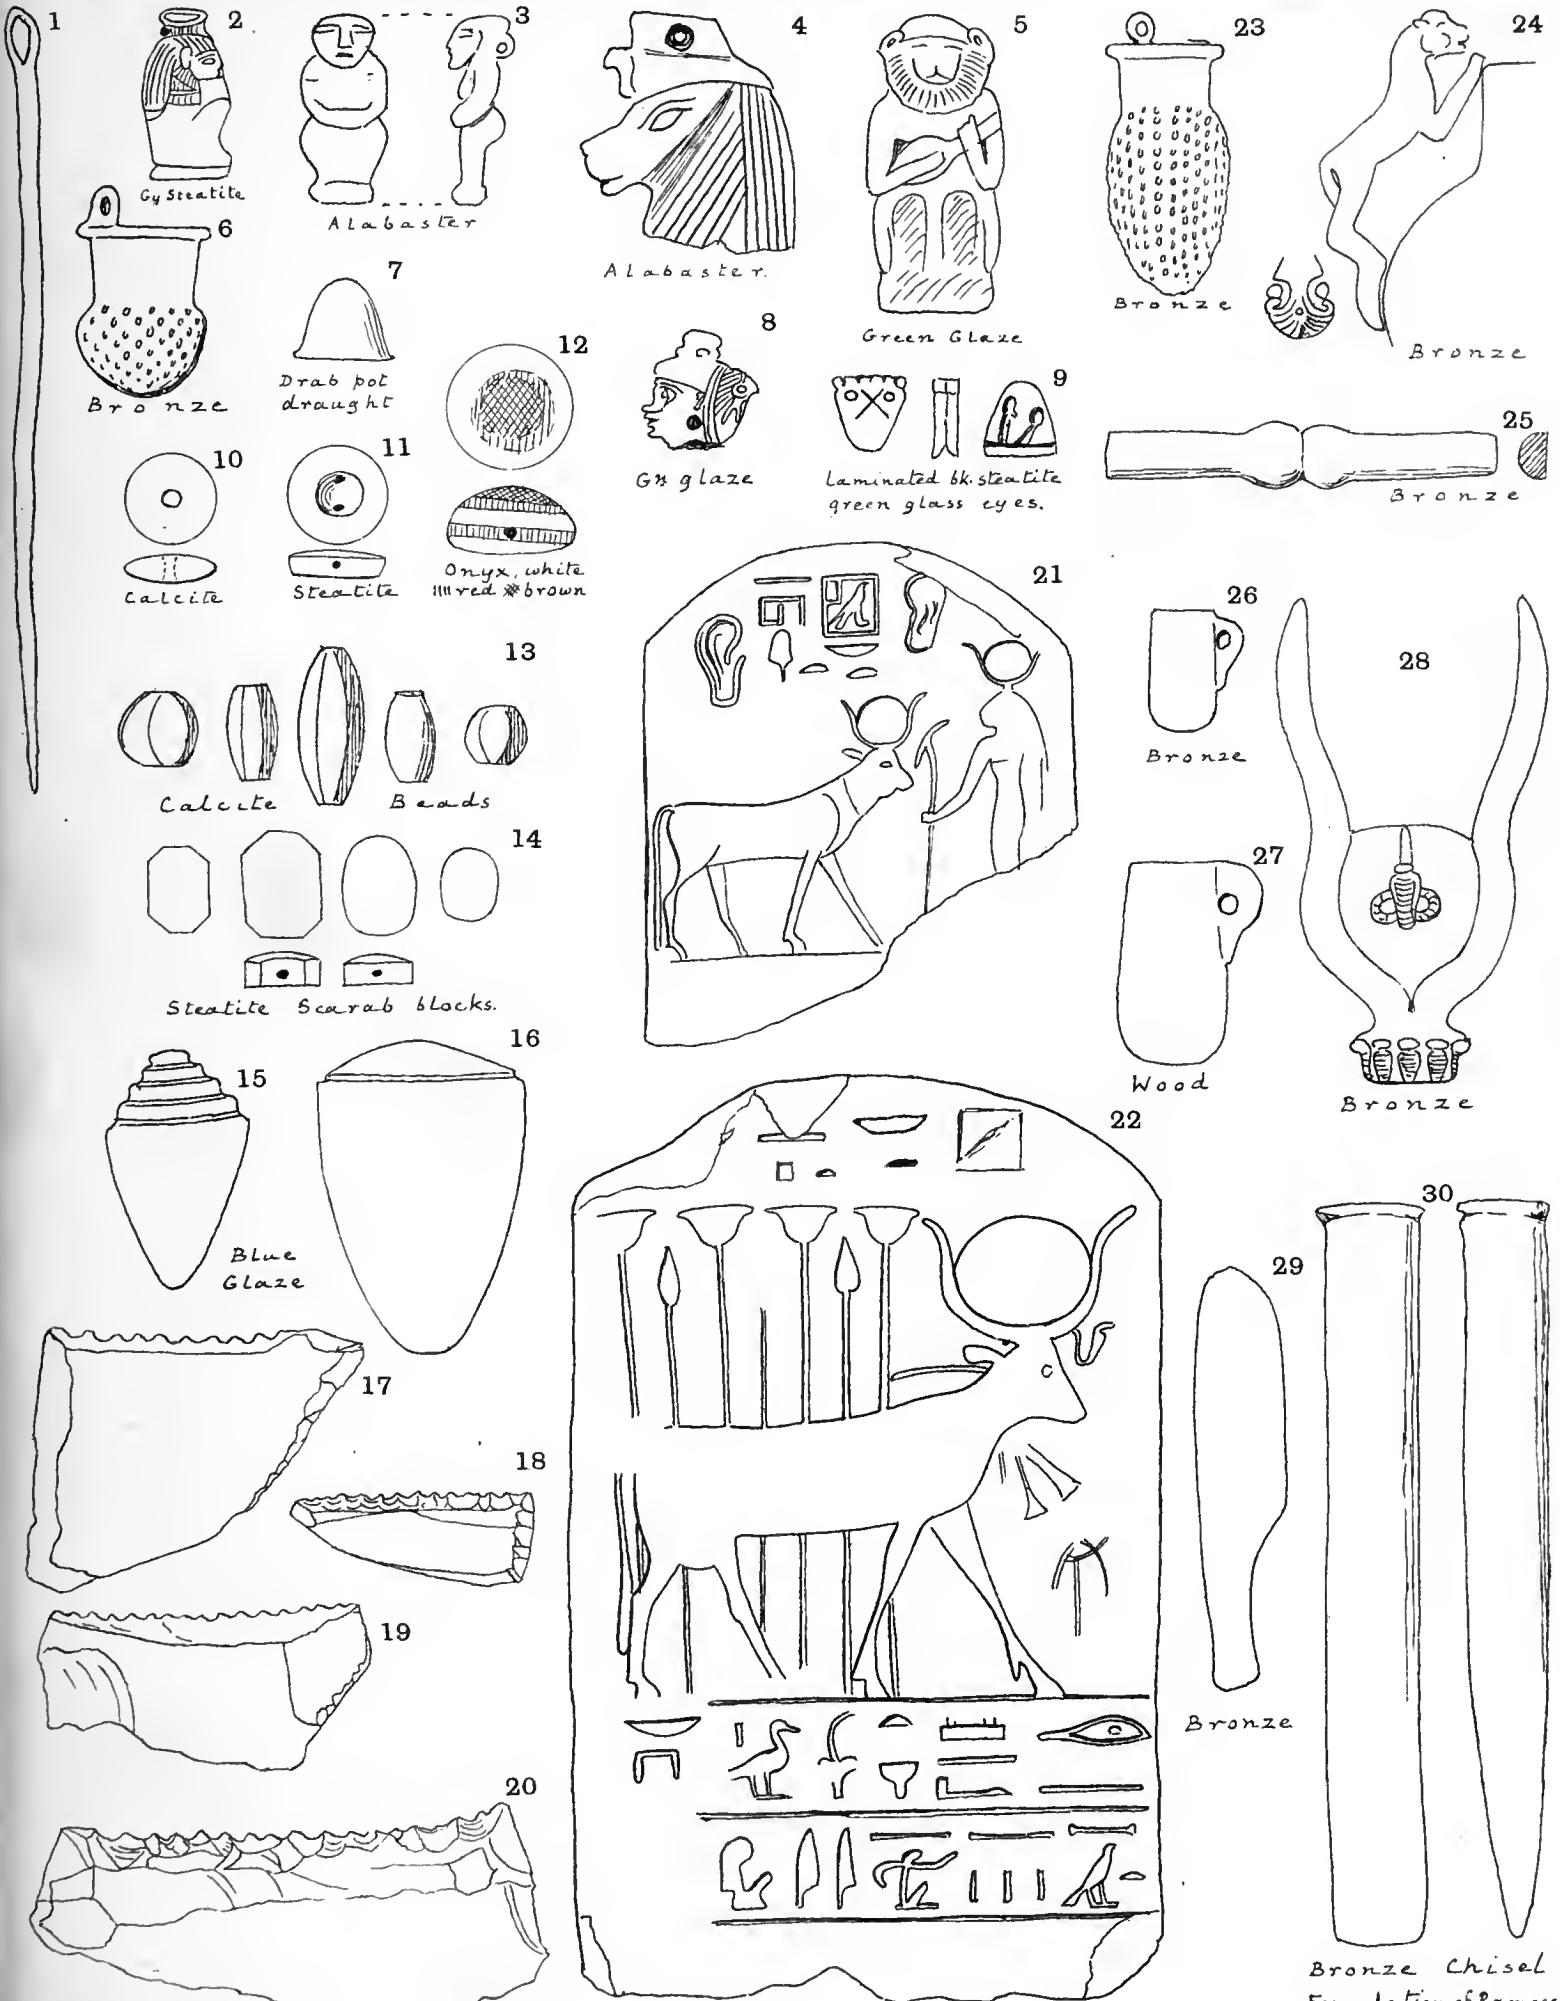 1
2
Gy Steatite
3
Alabaster
4
Alabaster.
5
Green Glaze
23
Bronze
24
Bronze
6
Bronze
7
Drab pot
draught
8
Gn glaze
9
Laminated bk. steatite
green glass eyes.
25
Bronze
10
Calcite
11
Steatite
12
Onyx, white
red brown
13
Calcite Beads
14
Steatite Scarab blocks.
15
16
Blue
Glaze
17
18
19
20
21
22
26
Bronze
27
Wood
28
Bronze
29
Bronze
30
Bronze Chisel